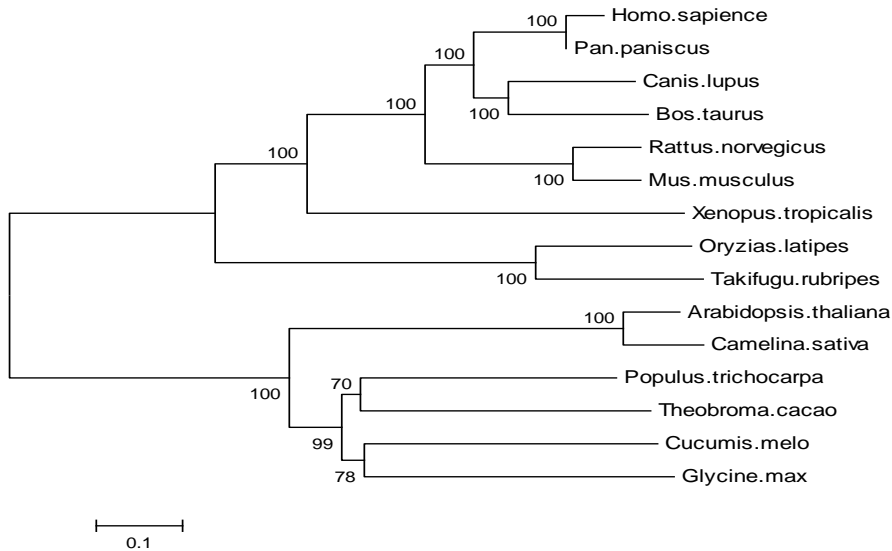 100
Homo.sapience
Pan.paniscus
100
Canis.lupus
100
Bos.taurus
100
Rattus.norvegicus
100
Mus.musculus
100
Xenopus.tropicalis
Oryzias.latipes
100
Takifugu.rubripes
100
Arabidopsis.thaliana
Camelina.sativa
100
70
Populus.trichocarpa
Theobroma.cacao
99
Cucumis.melo
78
Glycine.max
0.1